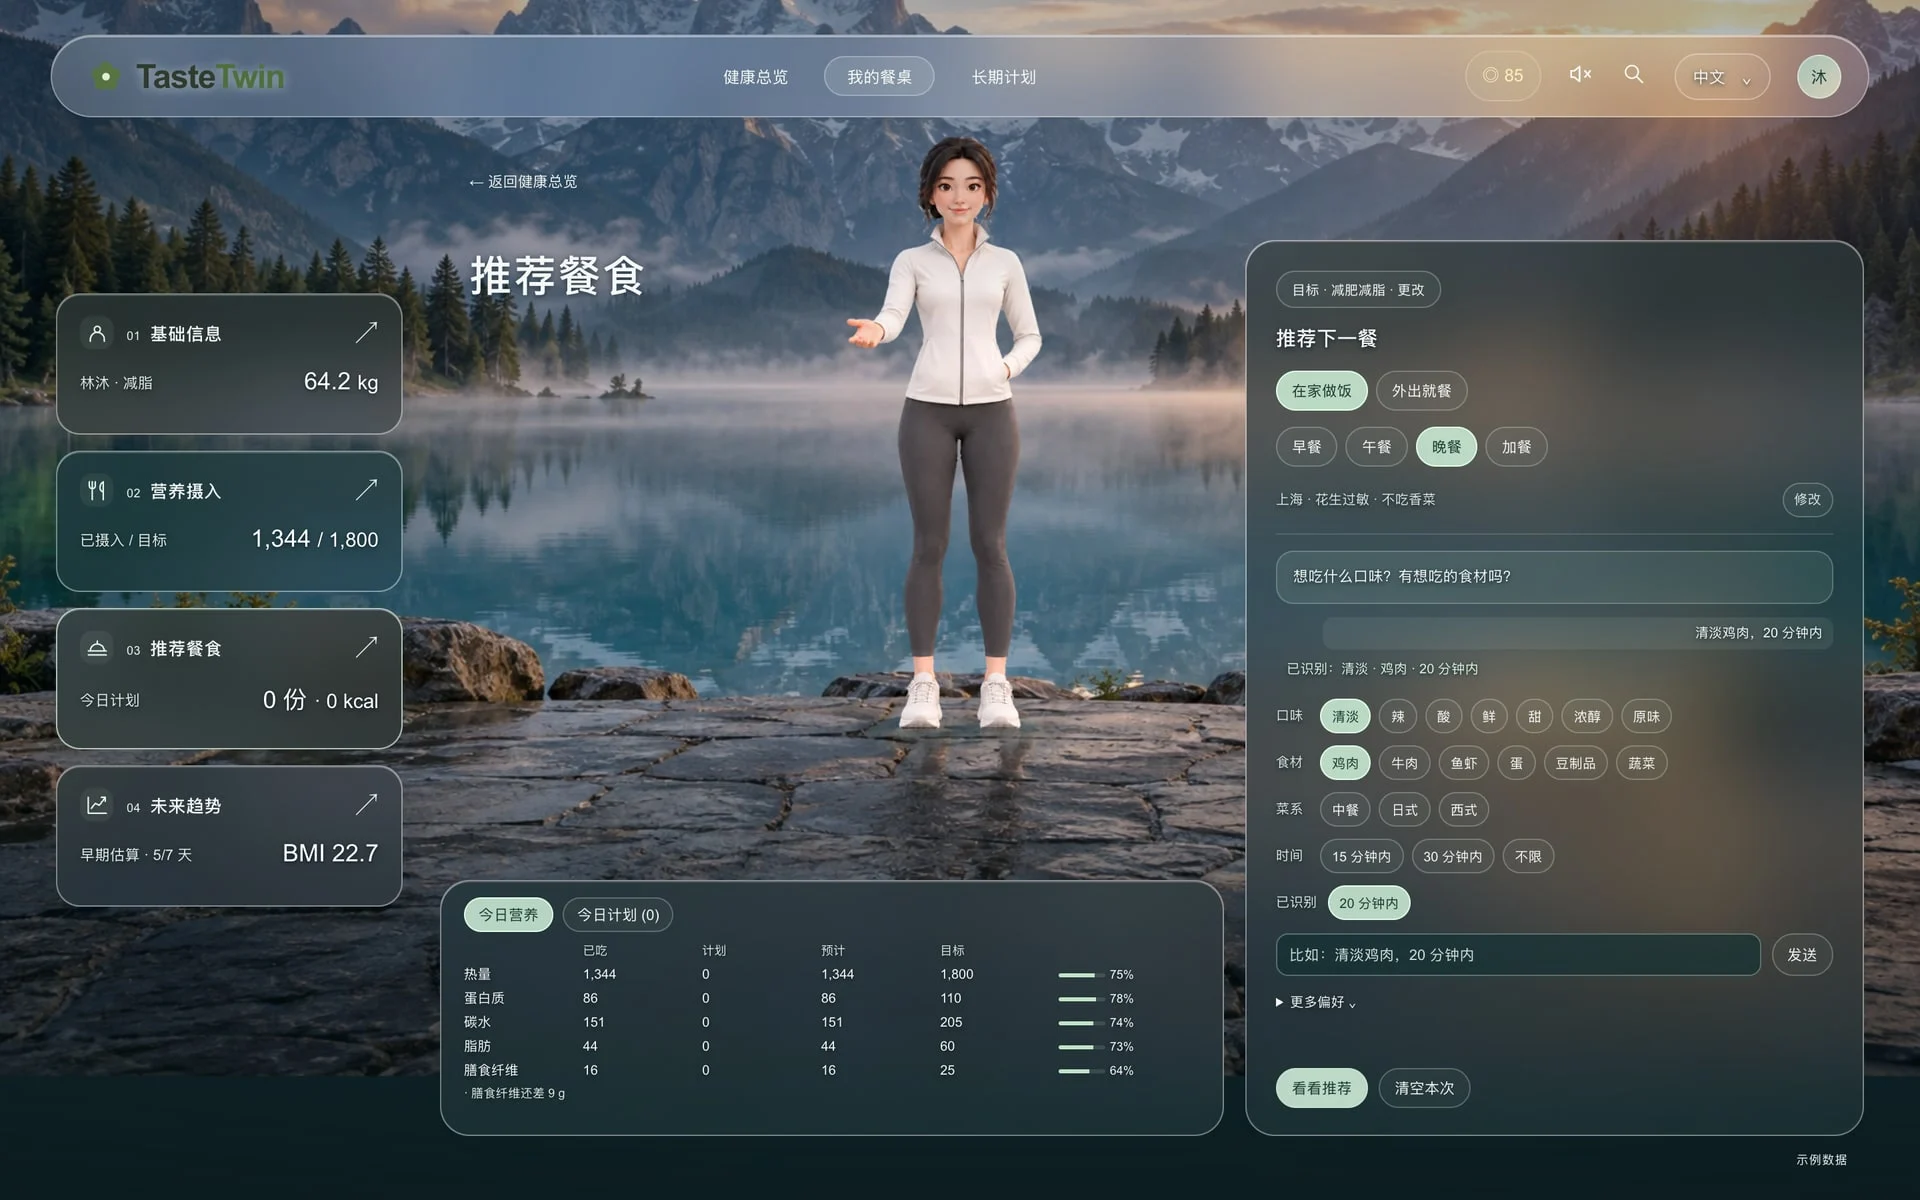 TasteTwin
健康总览 我的餐桌 长期计划
85 中文 沐
← 返回健康总览
推荐餐食
01 基础信息
林沐 · 减脂 64.2 kg
02 营养摄入
已摄入 / 目标 1,344 / 1,800
03 推荐餐食
今日计划 0 份 · 0 kcal
04 未来趋势
早期估算 · 5/7 天 BMI 22.7
今日营养 今日计划 (0)
已吃 计划 预计 目标
热量 1,344 0 1,344 1,800 75%
蛋白质 86 0 86 110 78%
碳水 151 0 151 205 74%
脂肪 44 0 44 60 73%
膳食纤维 16 0 16 25 64%
· 膳食纤维还差 9 g
目标 · 减肥减脂 · 更改
推荐下一餐
在家做饭 外出就餐
早餐 午餐 晚餐 加餐
上海 · 花生过敏 · 不吃香菜 修改
想吃什么口味？有想吃的食材吗？
清淡鸡肉，20 分钟内
已识别：清淡 · 鸡肉 · 20 分钟内
口味 清淡 辣 酸 鲜 甜 浓醇 原味
食材 鸡肉 牛肉 鱼虾 蛋 豆制品 蔬菜
菜系 中餐 日式 西式
时间 15 分钟内 30 分钟内 不限
已识别 20 分钟内
比如：清淡鸡肉，20 分钟内 发送
▶ 更多偏好
看看推荐 清空本次
示例数据